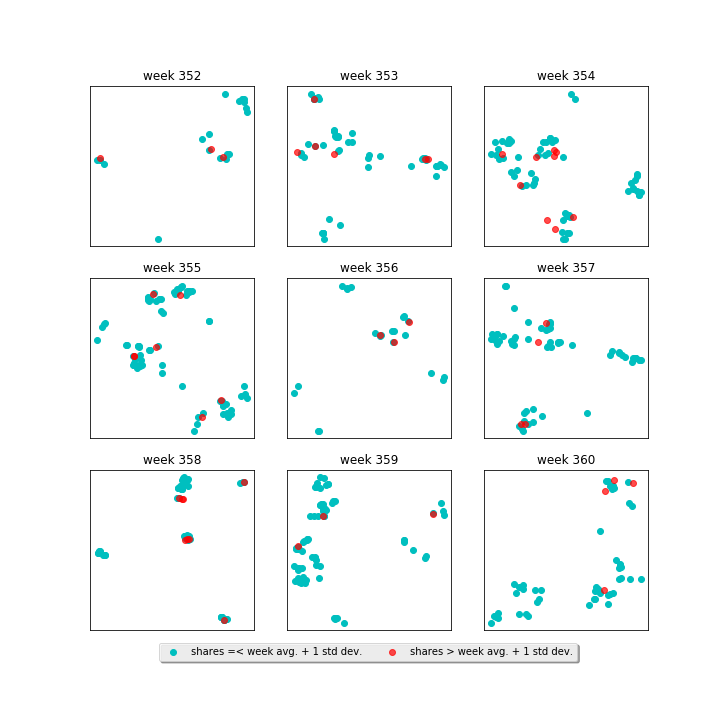 week 352
week 353
week 354
week 355
week 356
week 357
week 358
week 359
week 360
shares =< week avg. + 1 std dev.
shares > week avg. + 1 std dev.